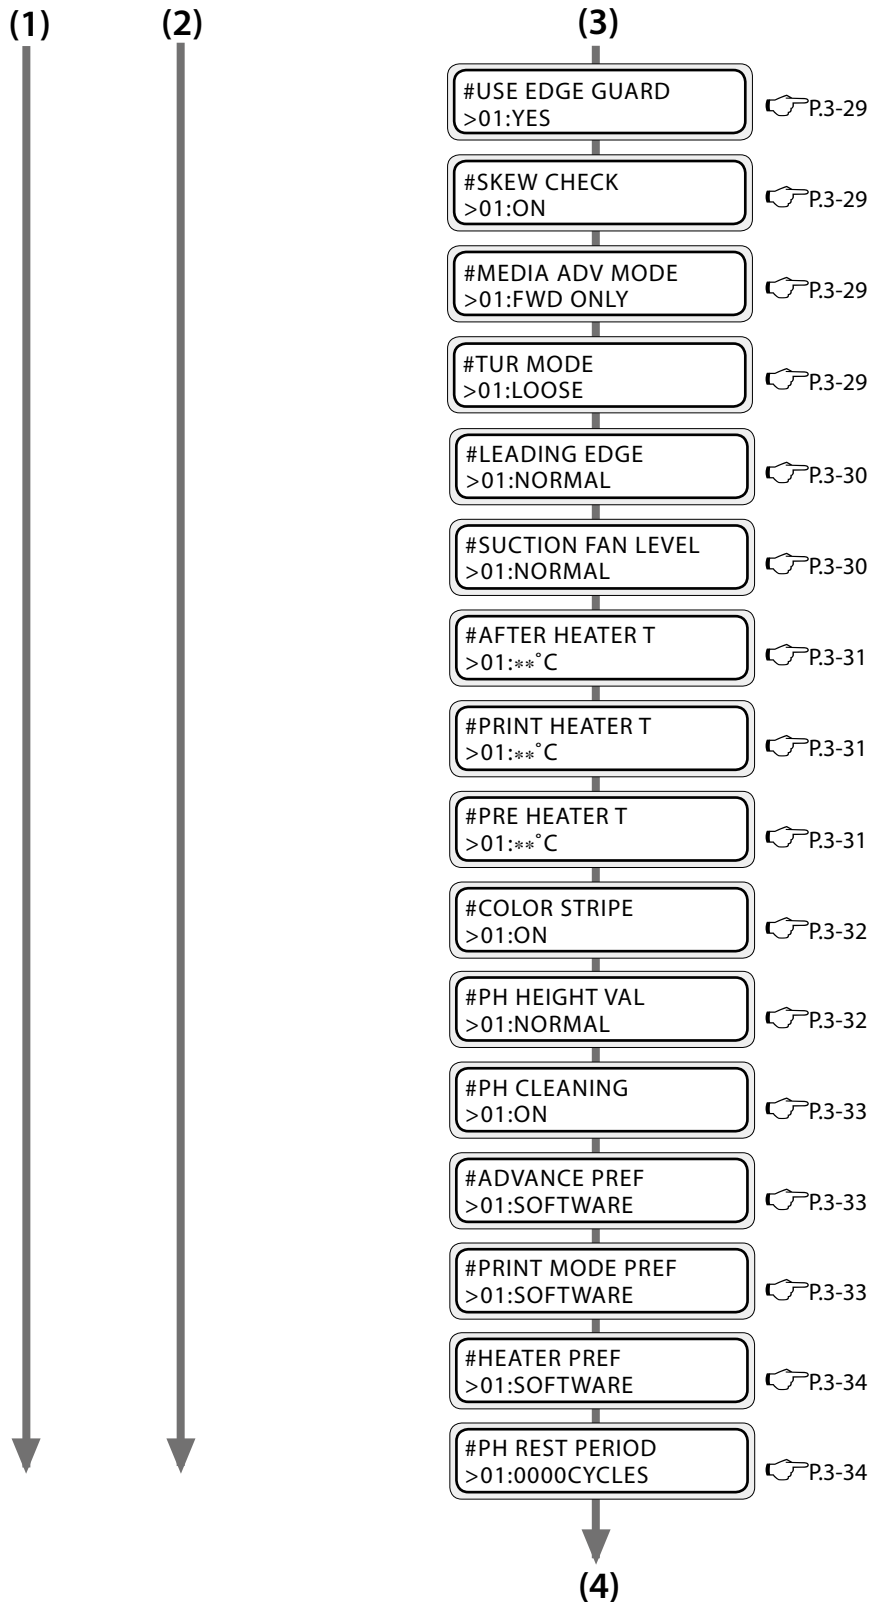 (1) (2) (3)
#USE EDGE GUARD
>01:YES
P.3-29
#SKEW CHECK
>01:ON
P.3-29
#MEDIA ADV MODE
>01:FWD ONLY
P.3-29
#TUR MODE
>01:LOOSE
P.3-29
#LEADING EDGE
>01:NORMAL
P.3-30
#SUCTION FAN LEVEL
>01:NORMAL
P.3-30
#AFTER HEATER T
>01:**˚C
P.3-31
#PRINT HEATER T
>01:**˚C
P.3-31
#PRE HEATER T
>01:**˚C
P.3-31
#COLOR STRIPE
>01:ON
P.3-32
#PH HEIGHT VAL
>01:NORMAL
P.3-32
#PH CLEANING
>01:ON
P.3-33
#ADVANCE PREF
>01:SOFTWARE
P.3-33
#PRINT MODE PREF
>01:SOFTWARE
P.3-33
#HEATER PREF
>01:SOFTWARE
P.3-34
#PH REST PERIOD
>01:0000CYCLES
P.3-34
(4)